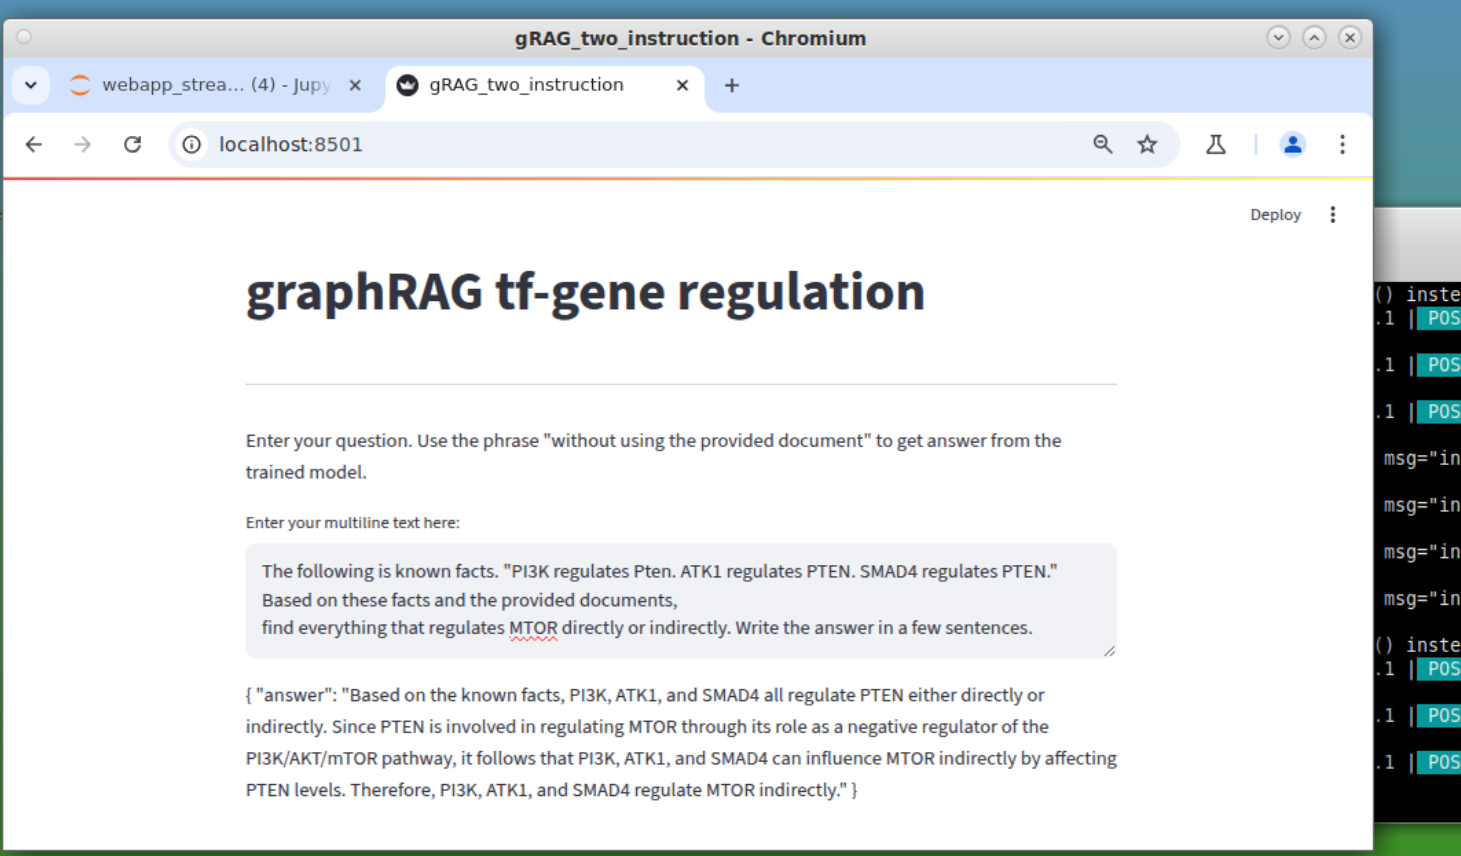 gRAG_two_instruction - Chromium
webapp_strea... (4) - Jupy
gRAG_two_instruction
localhost:8501
Deploy
graphRAG tf-gene regulation
Enter your question. Use the phrase "without using the provided document" to get answer from the
trained model.
Enter your multiline text here:
The following is known facts. "PI3K regulates Pten. ATK1 regulates PTEN. SMAD4 regulates PTEN."
Based on these facts and the provided documents,
find everything that regulates MTOR directly or indirectly. Write the answer in a few sentences.
{ "answer": "Based on the known facts, PI3K, ATK1, and SMAD4 all regulate PTEN either directly or
indirectly. Since PTEN is involved in regulating MTOR through its role as a negative regulator of the
PI3K/AKT/mTOR pathway, it follows that PI3K, ATK1, and SMAD4 can influence MTOR indirectly by affecting
PTEN levels. Therefore, PI3K, ATK1, and SMAD4 regulate MTOR indirectly." }
() inste
.1 | POS
.1 | POS
.1 | POS
msg="in
msg="in
msg="in
msg="in
() inste
.1 | POS
.1 | POS
.1 | POS